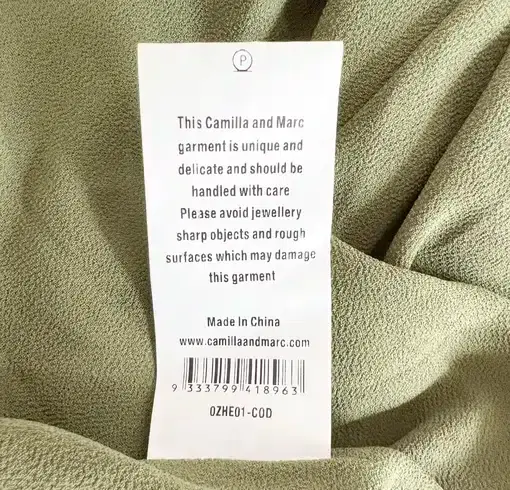 P
This Camilla and Marc
garment is unique and
delicate and should be
handled with care
Please avoid jewellery
sharp objects and rough
surfaces which may damage
this garment
Made In China
www.camillaandmarc.com
9 333799 418963
OZHE01-COD